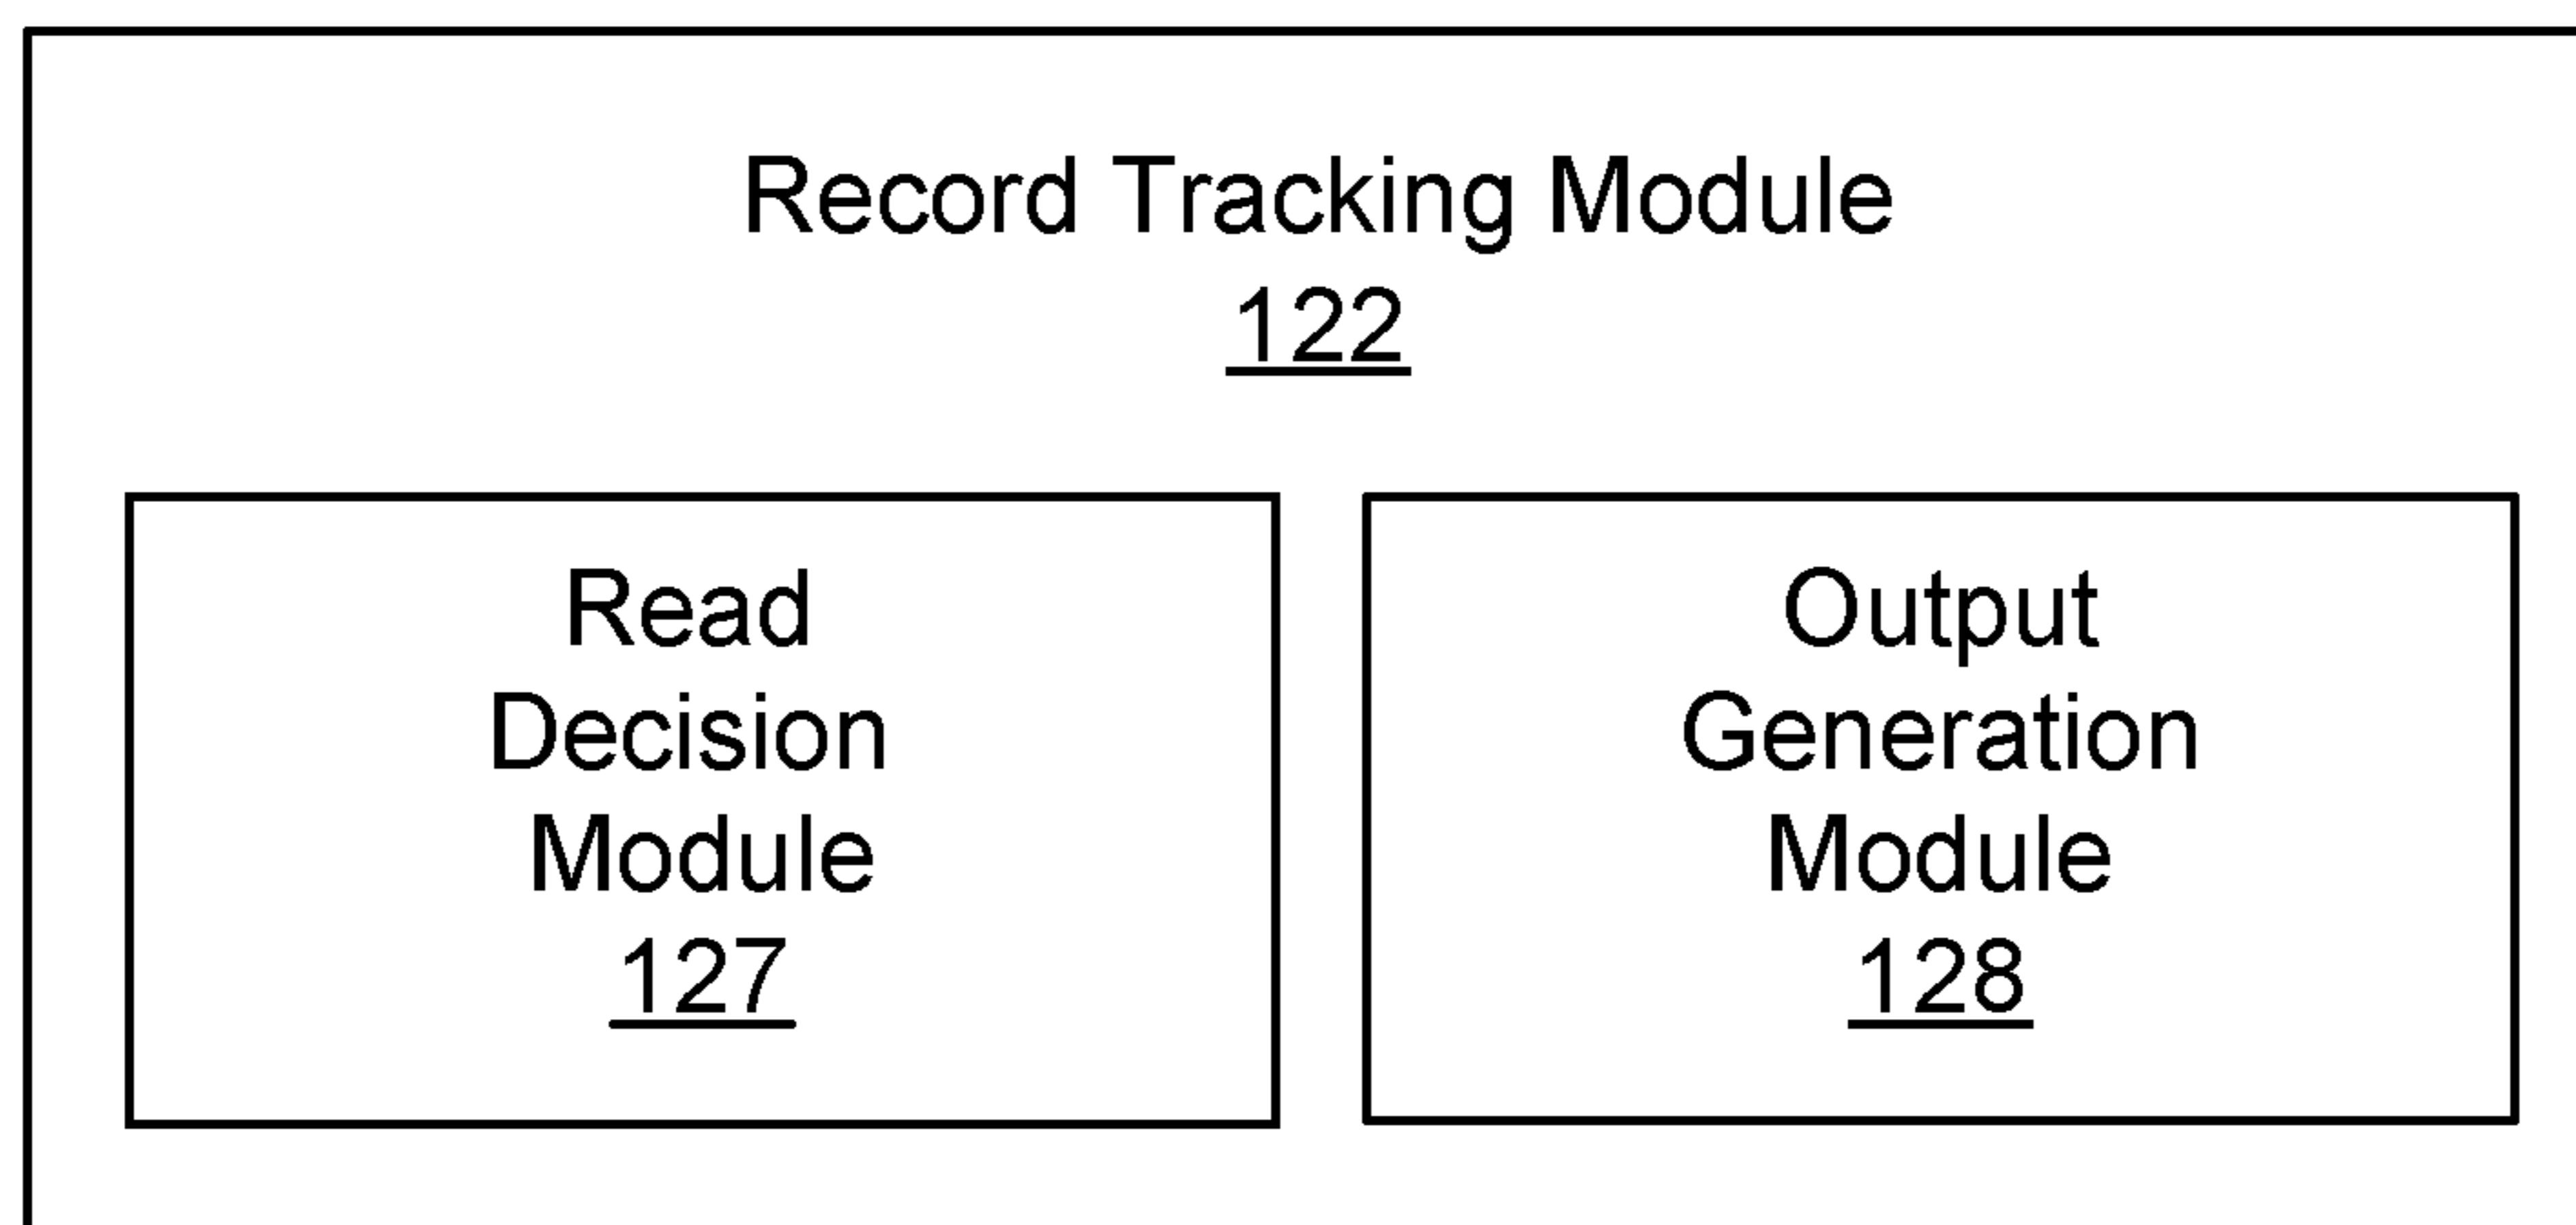 Record Tracking Module
122
Read
Decision
Module
127
Output
Generation
Module
128